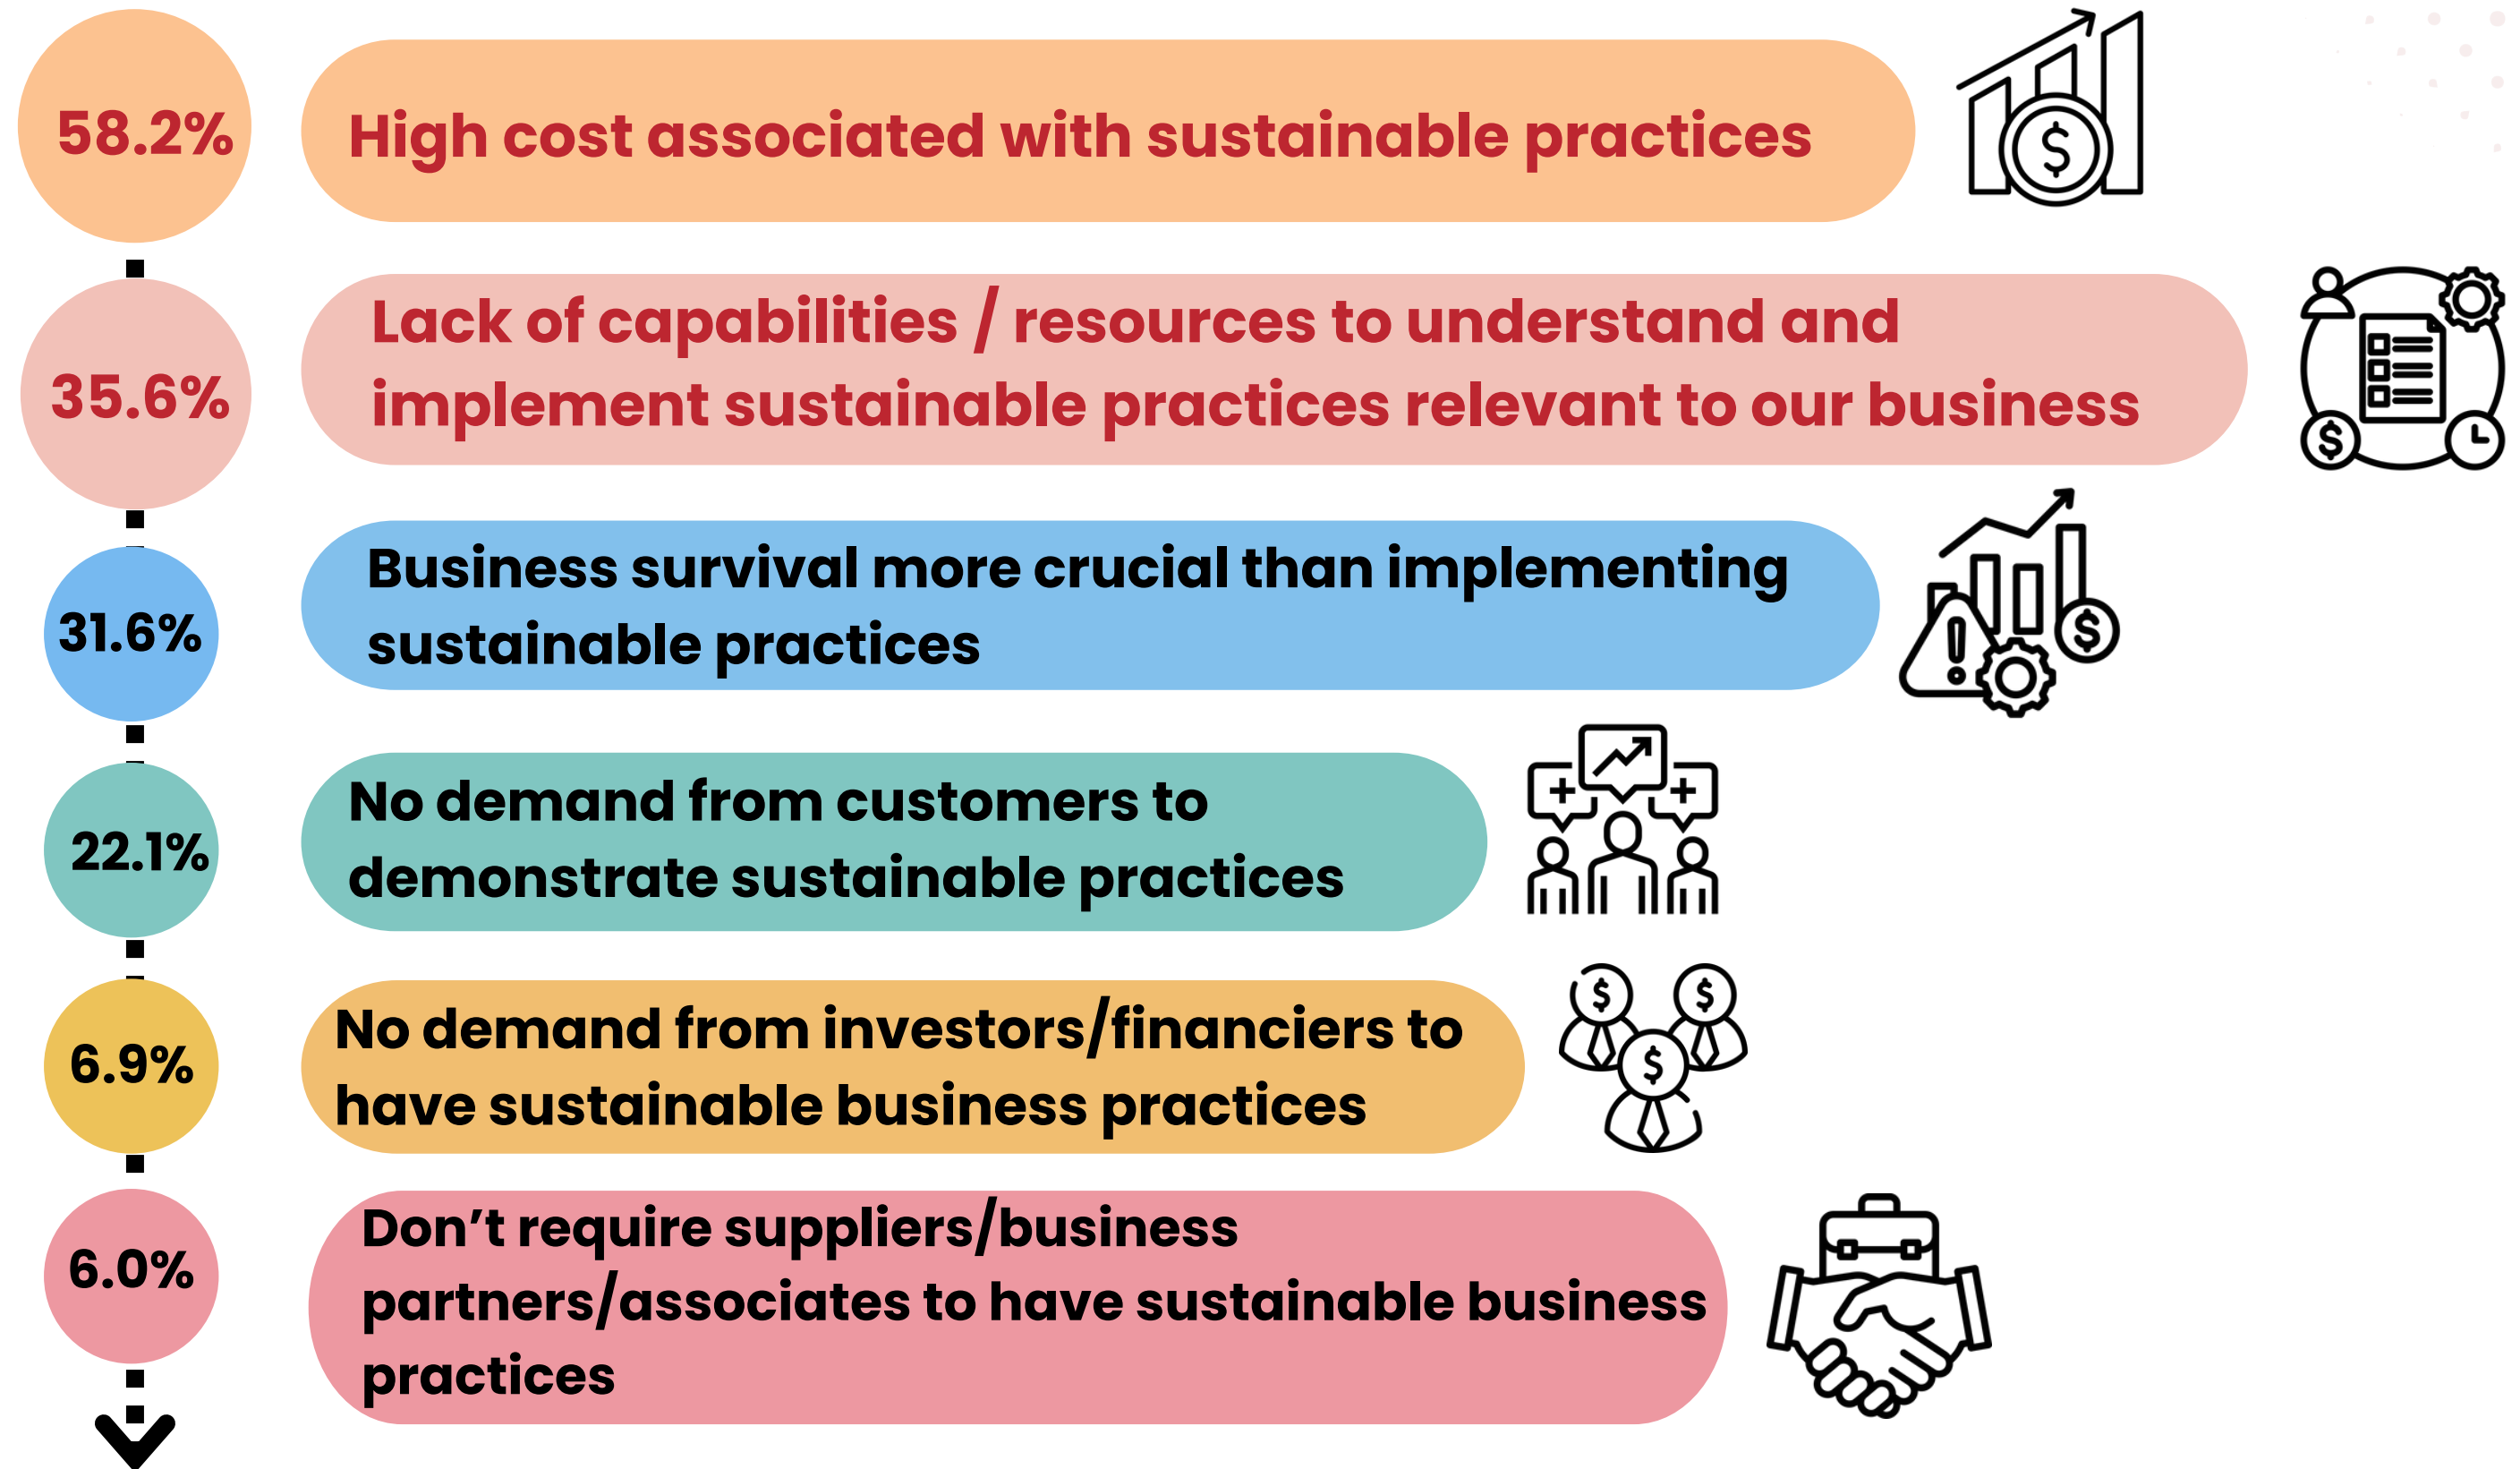 58.2%
High cost associated with sustainable practices
35.6%
Lack of capabilities / resources to understand and
implement sustainable practices relevant to our business
31.6%
Business survival more crucial than implementing
sustainable practices
22.1%
No demand from customers to
demonstrate sustainable practices
6.9%
No demand from investors/financiers to
have sustainable business practices
6.0%
Don’t require suppliers/business
partners/associates to have sustainable business
practices